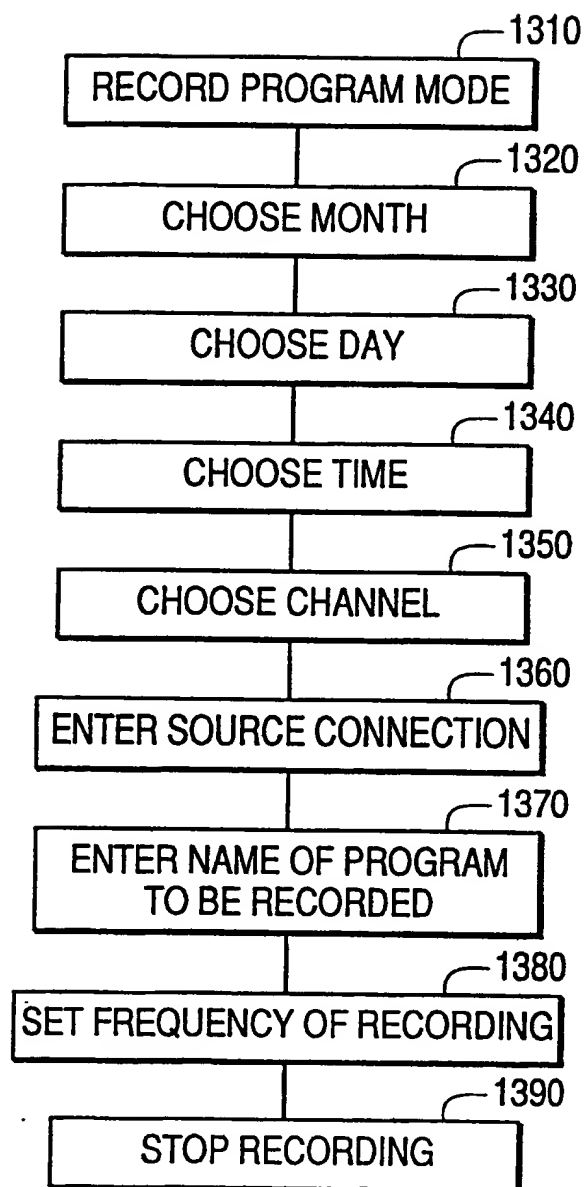 1310
RECORD PROGRAM MODE
1320
CHOOSE MONTH
1330
CHOOSE DAY
1340
CHOOSE TIME
1350
CHOOSE CHANNEL
1360
ENTER SOURCE CONNECTION
1370
ENTER NAME OF PROGRAM
TO BE RECORDED
1380
SET FREQUENCY OF RECORDING
1390
STOP RECORDING